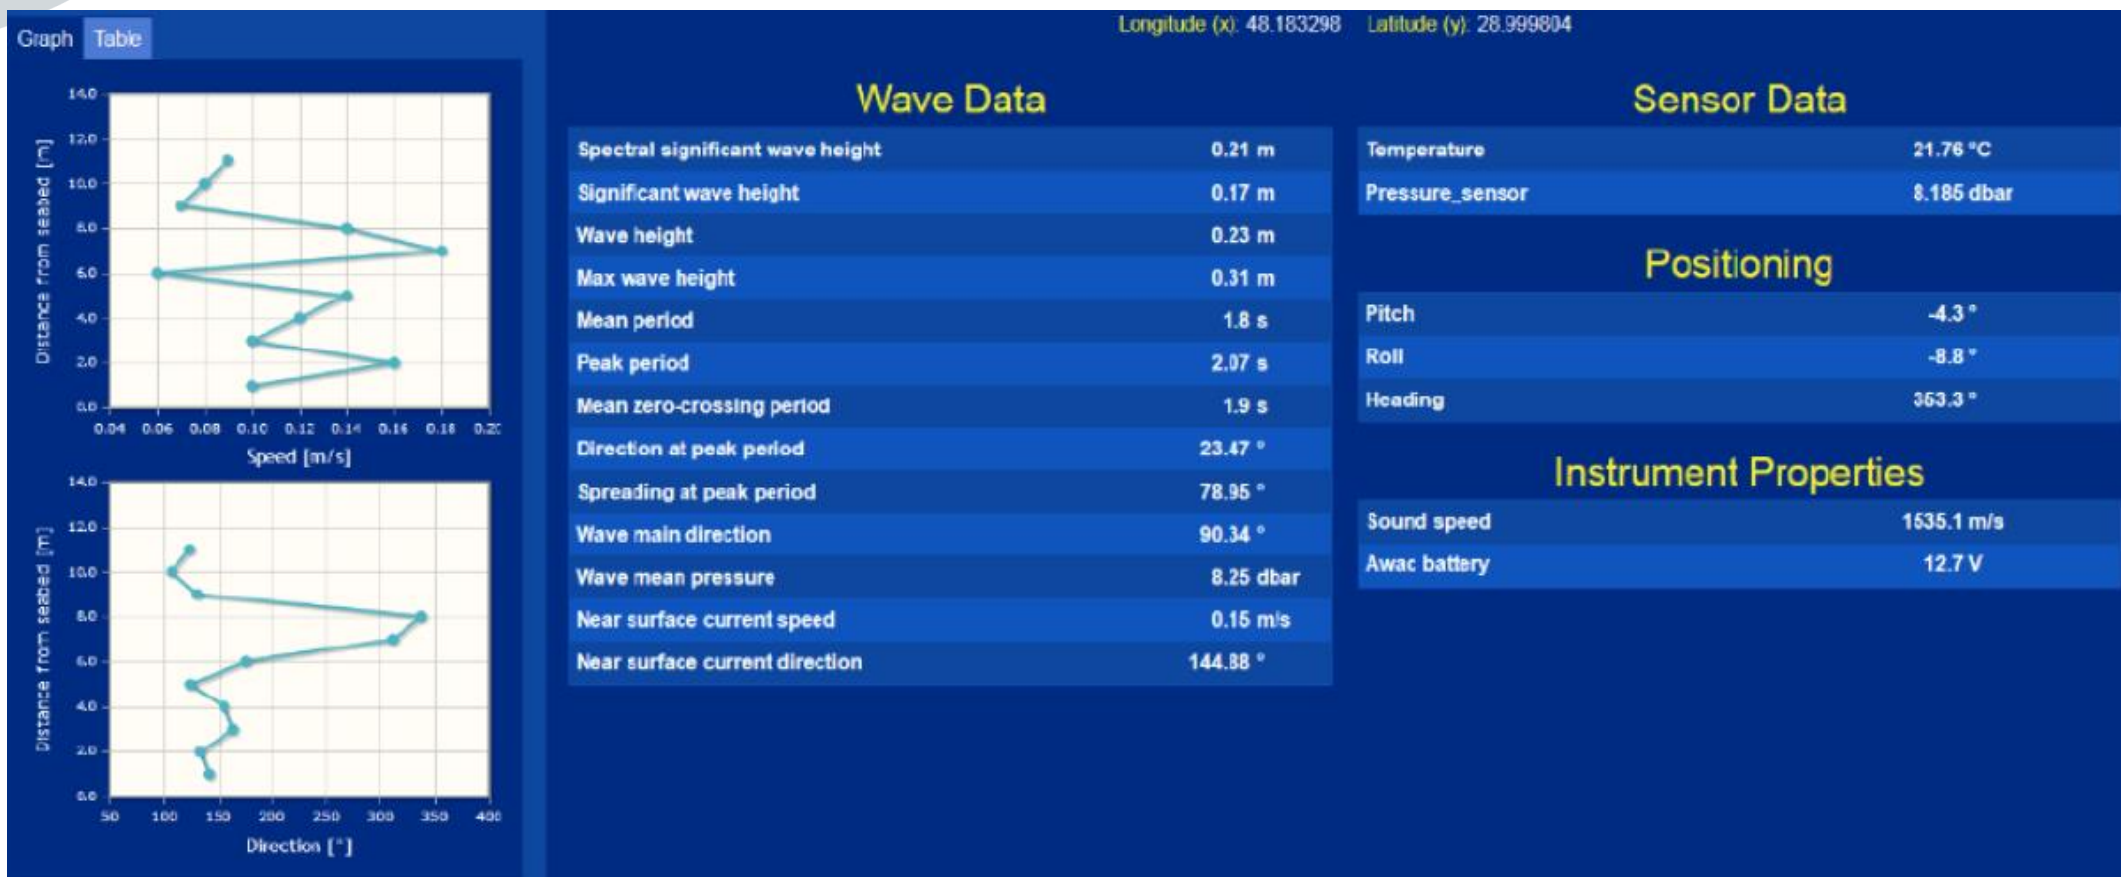 Longitude (x): 48.183298 Latitude (y): 28.999804
Graph Table
14.0
12.0
10.0
8.0
6.0
4.0
2.0
0.0
Distance from seabed [m]
0.04 0.06 0.08 0.10 0.12 0.14 0.16 0.18 0.20
Speed [m/s]
14.0
12.0
10.0
8.0
6.0
4.0
2.0
0.0
Distance from seabed [m]
50 100 150 200 250 300 350 400
Direction [°]
Wave Data
Spectral significant wave height 0.21 m
Significant wave height 0.17 m
Wave height 0.23 m
Max wave height 0.31 m
Mean period 1.8 s
Peak period 2.07 s
Mean zero-crossing period 1.9 s
Direction at peak period 23.47 °
Spreading at peak period 78.95 °
Wave main direction 90.34 °
Wave mean pressure 8.25 dbar
Near surface current speed 0.15 m/s
Near surface current direction 144.88 °
Sensor Data
Temperature 21.76 °C
Pressure_sensor 8.185 dbar
Positioning
Pitch -4.3 °
Roll -8.8 °
Heading 353.3 °
Instrument Properties
Sound speed 1535.1 m/s
Awac battery 12.7 V